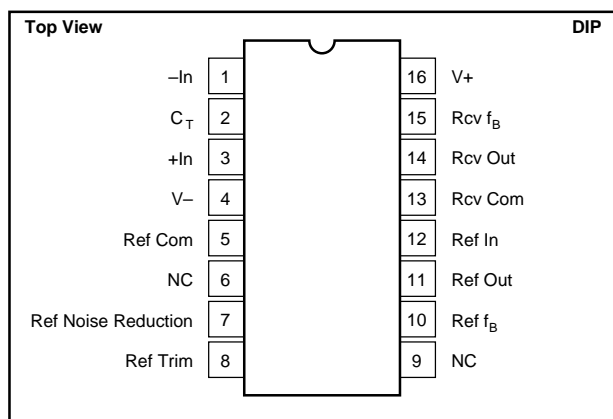 Top View DIP
–In 1 16 V+
C_T 2 15 Rcv f_B
+In 3 14 Rcv Out
V– 4 13 Rcv Com
Ref Com 5 12 Ref In
NC 6 11 Ref Out
Ref Noise Reduction 7 10 Ref f_B
Ref Trim 8 9 NC